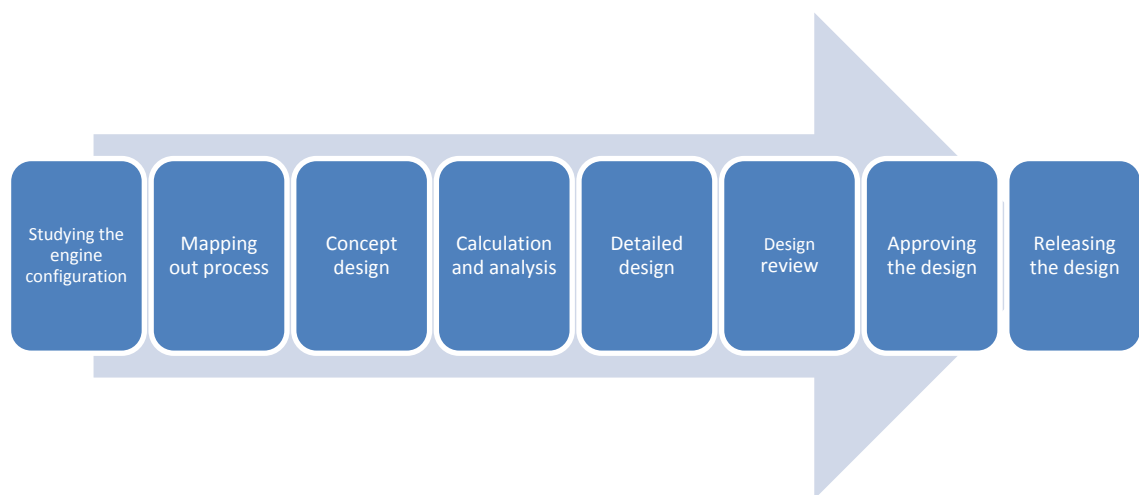 Studying the
engine
configuration
Mapping
out process
Concept
design
Calculation
and analysis
Detailed
design
Design
review
Approving
the design
Releasing
the design